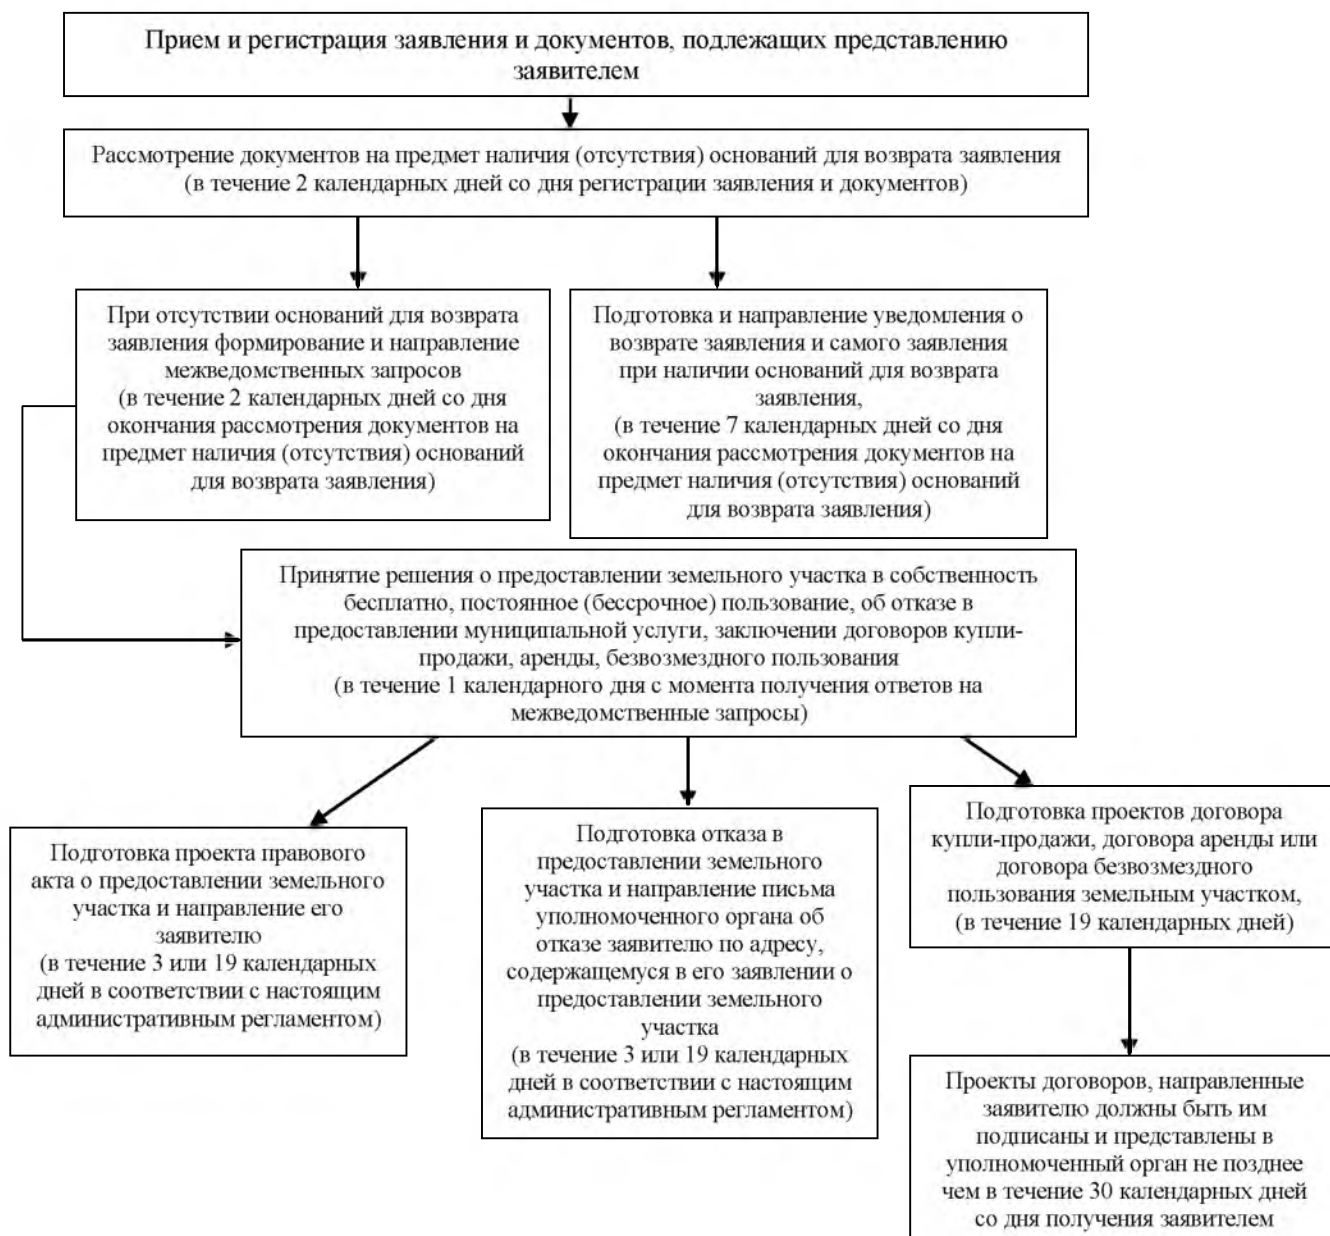 Прием и регистрация заявления и документов, подлежащих представлению
заявителем
Рассмотрение документов на предмет наличия (отсутствия) оснований для возврата заявления
(в течение 2 календарных дней со дня регистрации заявления и документов)
При отсутствии оснований для возврата
заявления формирование и направление
межведомственных запросов
(в течение 2 календарных дней со дня
окончания рассмотрения документов на
предмет наличия (отсутствия) оснований
для возврата заявления)
Подготовка и направление уведомления о
возврате заявления и самого заявления
при наличии оснований для возврата
заявления,
(в течение 7 календарных дней со дня
окончания рассмотрения документов на
предмет наличия (отсутствия) оснований
для возврата заявления)
Принятие решения о предоставлении земельного участка в собственность
бесплатно, постоянное (бессрочное) пользование, об отказе в
предоставлении муниципальной услуги, заключении договоров купли-
продажи, аренды, безвозмездного пользования
(в течение 1 календарного дня с момента получения ответов на
межведомственные запросы)
Подготовка проекта правового
акта о предоставлении земельного
участка и направление его
заявителю
(в течение 3 или 19 календарных
дней в соответствии с настоящим
административным регламентом)
Подготовка отказа в
предоставлении земельного
участка и направление письма
уполномоченного органа об
отказе заявителю по адресу,
содержащемуся в его заявлении о
предоставлении земельного
участка
(в течение 3 или 19 календарных
дней в соответствии с настоящим
административным регламентом)
Подготовка проектов договора
купли-продажи, договора аренды или
договора безвозмездного
пользования земельным участком,
(в течение 19 календарных дней)
Проекты договоров, направленные
заявителю должны быть им
подписаны и представлены в
уполномоченный орган не позднее
чем в течение 30 календарных дней
со дня получения заявителем